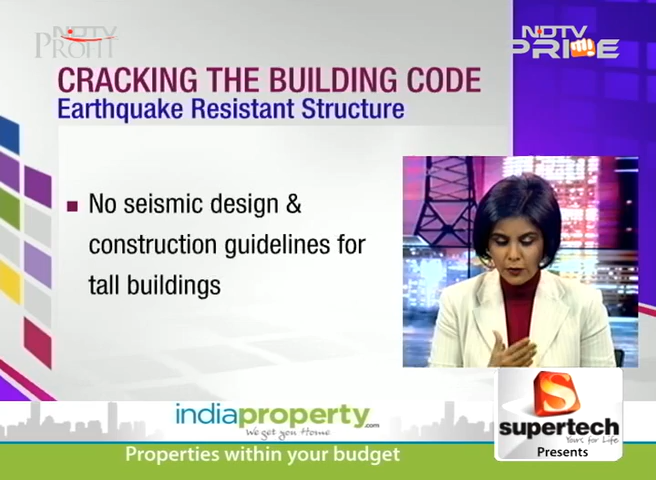 NDTV
PROFIT
NDTV
PRIME
CRACKING THE BUILDING CODE
Earthquake Resistant Structure
No seismic design &
construction guidelines for
tall buildings
indiaproperty.com
We get you Home
Properties within your budget
S
supertech
Yours for Life.
Presents